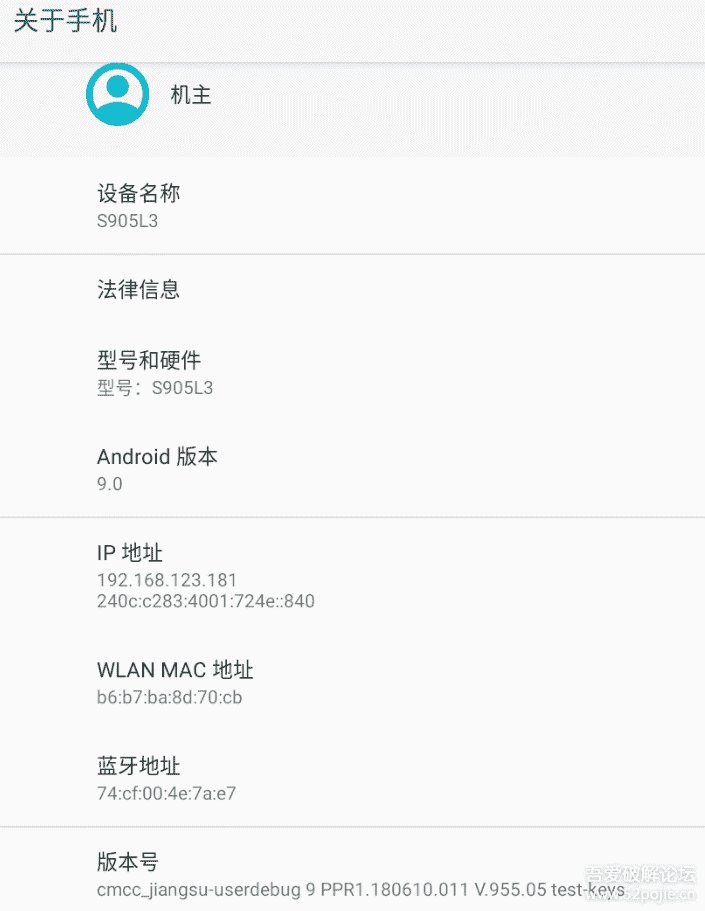 关于手机
机主
设备名称
S905L3
法律信息
型号和硬件
型号：S905L3
Android 版本
9.0
IP 地址
192.168.123.181
240c:c283:4001:724e::840
WLAN MAC 地址
b6:b7:ba:8d:70:cb
蓝牙地址
74:cf:00:4e:7a:e7
版本号
cmcc_jiangsu-userdebug 9 PPR1.180610.011 V.955.05 test-keys
吾爱破解论坛
www.52pojie.cn